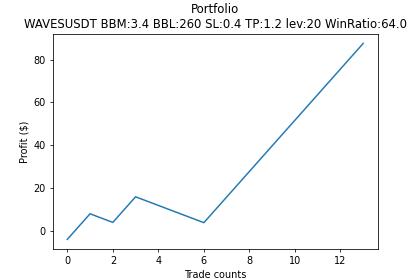 Portfolio
WAVESUSDT BBM:3.4 BBL:260 SL:0.4 TP:1.2 lev:20 WinRatio:64.0
80
60
40
20
0
Profit ($)
0 2 4 6 8 10 12
Trade counts